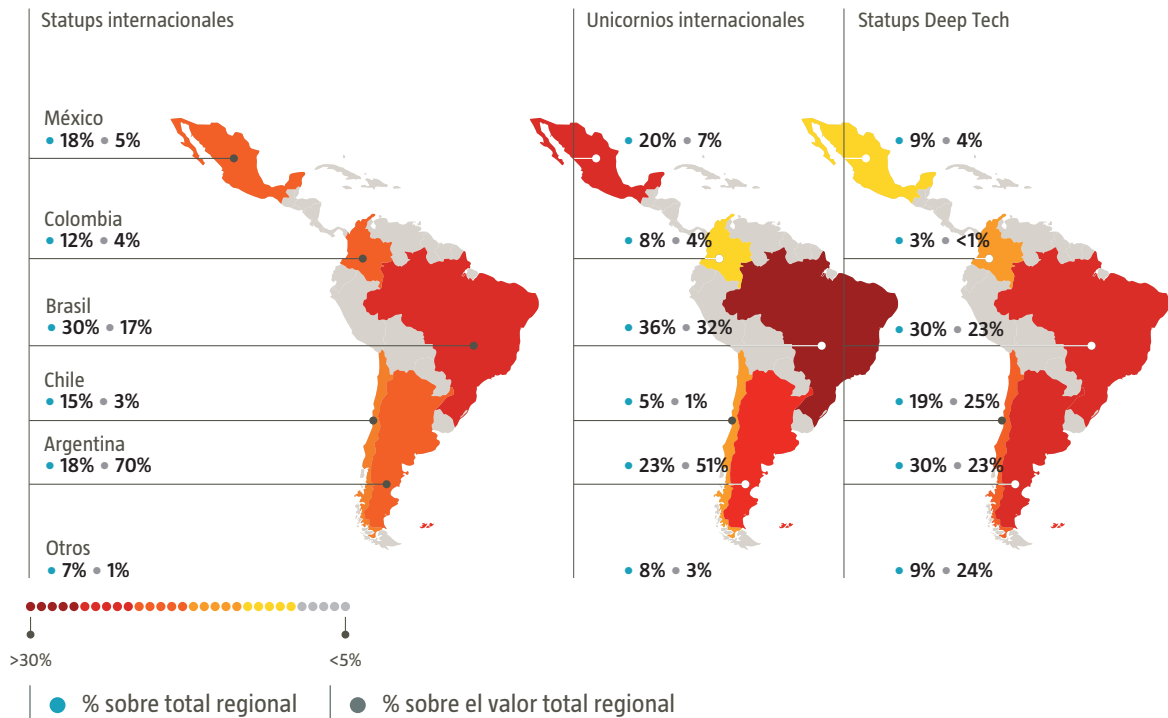 Statups internacionales
Unicornios internacionales
Statups Deep Tech
México
18% 5%
20% 7%
9% 4%
Colombia
12% 4%
8% 4%
3% <1%
Brasil
30% 17%
36% 32%
30% 23%
Chile
15% 3%
5% 1%
19% 25%
Argentina
18% 70%
23% 51%
30% 23%
Otros
7% 1%
8% 3%
9% 24%
>30%
<5%
% sobre total regional
% sobre el valor total regional